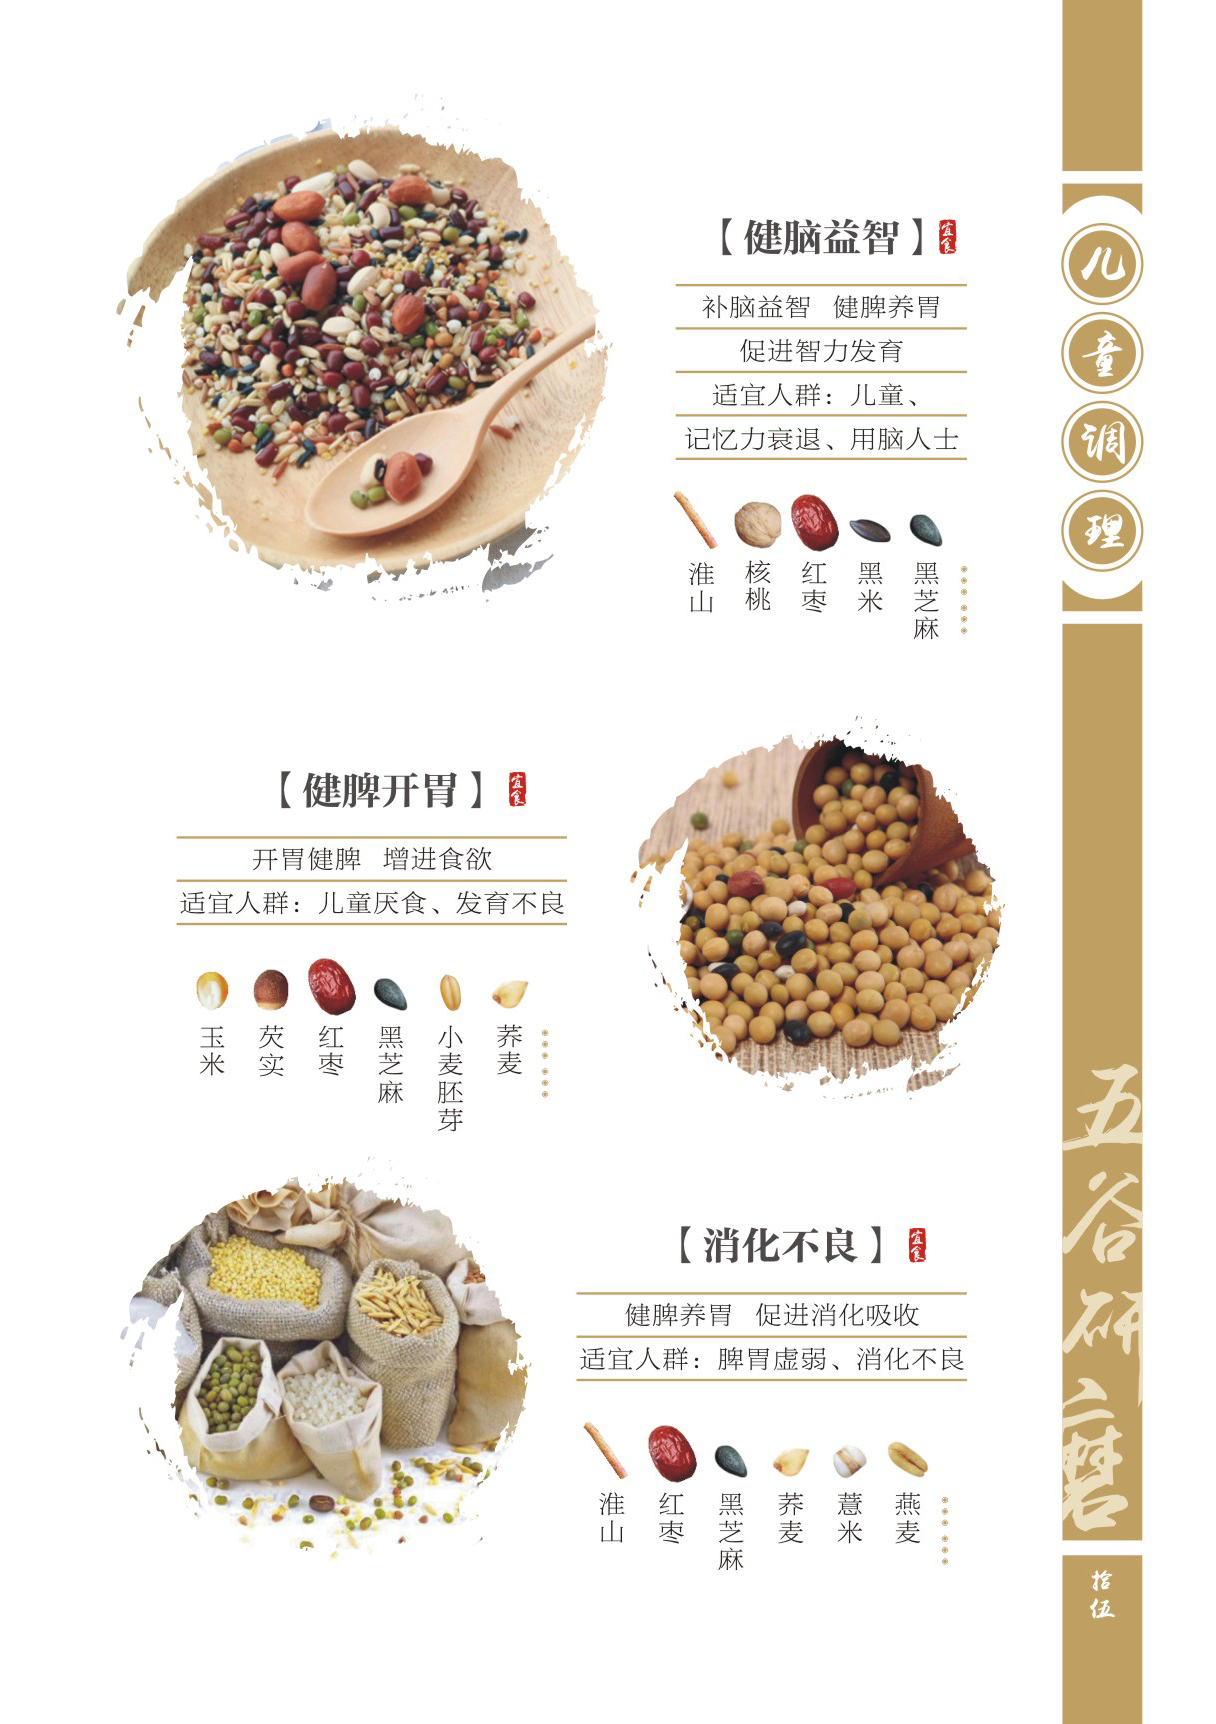 【健脑益智】宜食
补脑益智 健脾养胃
促进智力发育
适宜人群：儿童、
记忆力衰退、用脑人士
淮山
核桃
红枣
黑米
黑芝麻
【健脾开胃】宜食
开胃健脾 增进食欲
适宜人群：儿童厌食、发育不良
玉米
芡实
红枣
黑芝麻
小麦胚芽
荞麦
【消化不良】宜食
健脾养胃 促进消化吸收
适宜人群：脾胃虚弱、消化不良
淮山
红枣
黑芝麻
荞麦
薏米
燕麦
儿童调理
五谷研磨
拾伍